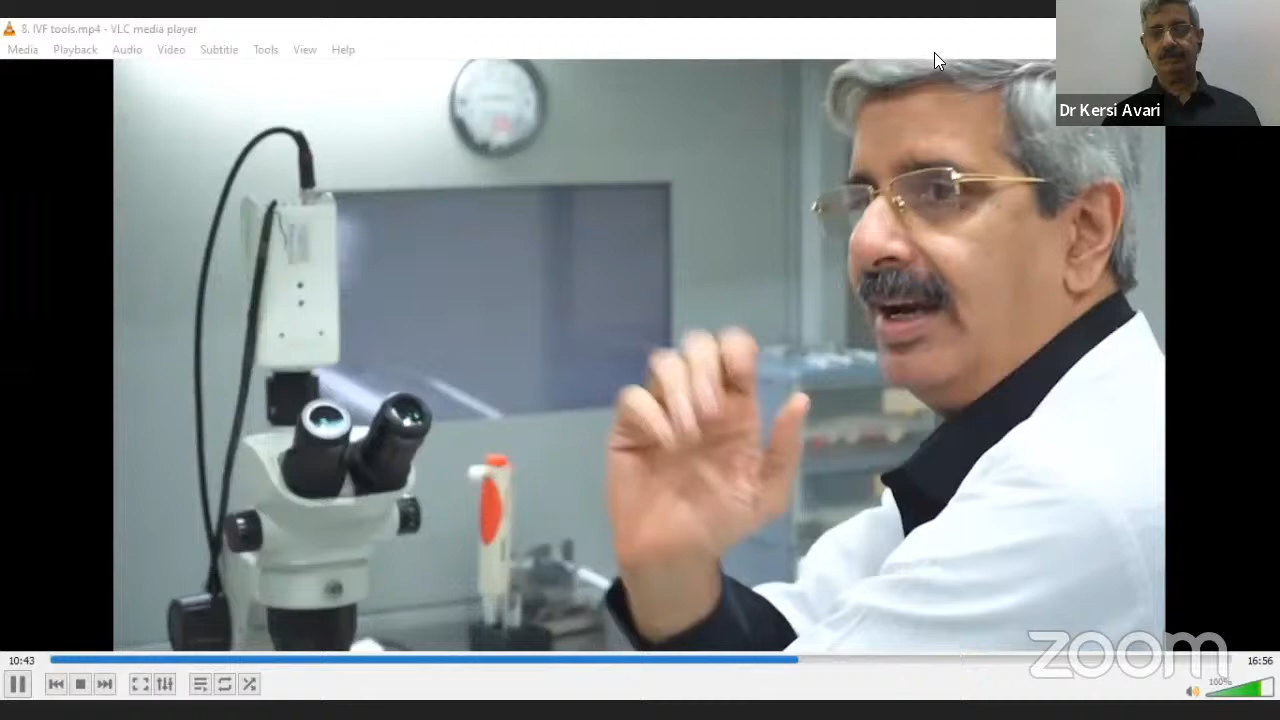 8. IVF tools.mp4 - VLC media player
Media Playback Audio Video Subtitle Tools View Help
Dr Kersi Avari
zoom
10:43
16:56
100%